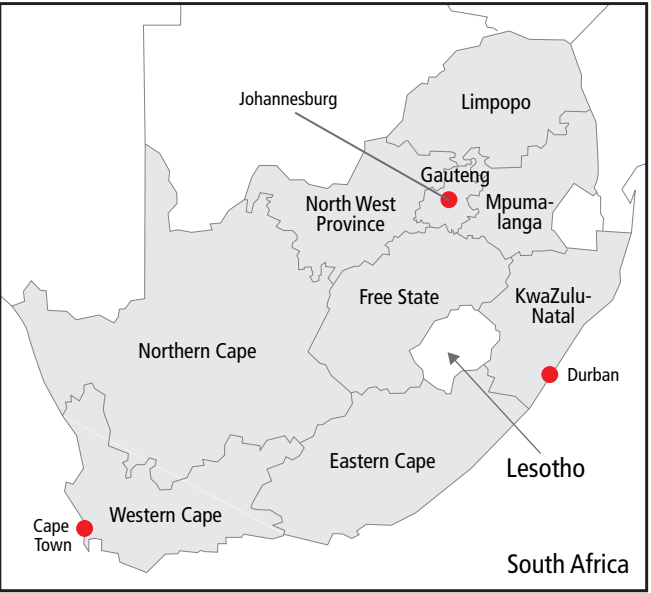 Johannesburg
Limpopo
Gauteng
North West
Province
Mpuma-
langa
Free State
KwaZulu-
Natal
Northern Cape
Durban
Eastern Cape
Lesotho
Western Cape
Cape
Town
South Africa